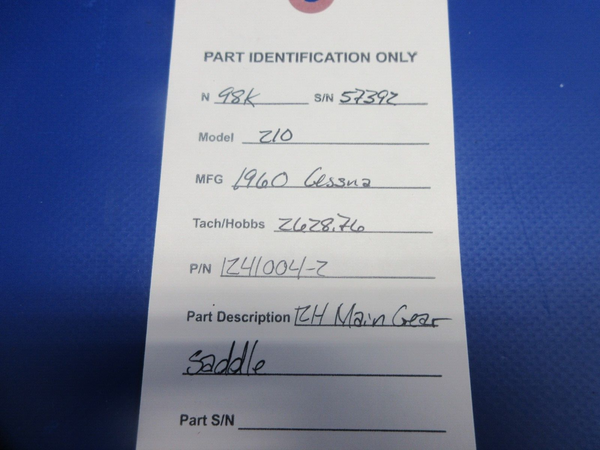 PART IDENTIFICATION ONLY
N 98K S/N 57392
Model 210
MFG 1960 Cessna
Tach/Hobbs 2628.76
P/N 1241004-2
Part Description RH Main Gear
Saddle
Part S/N